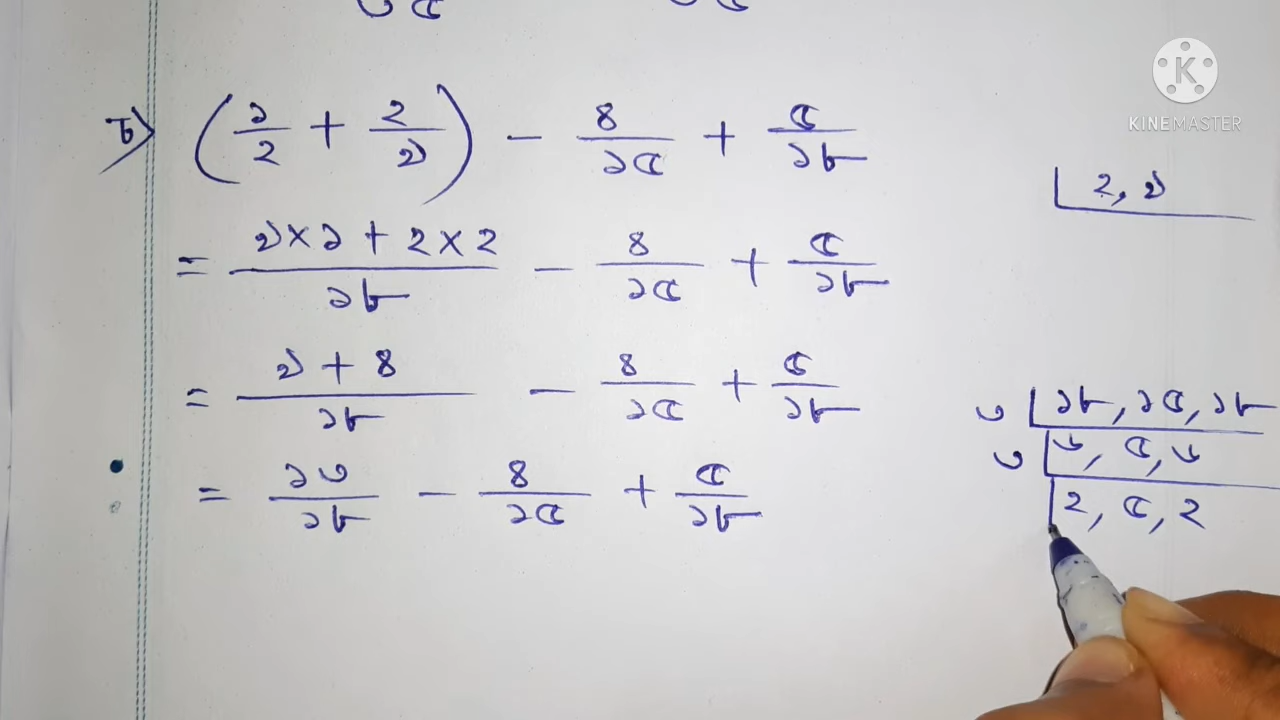 KINEMASTER
চ) (১/২ + ২/৯) - ৪/১৫ + ৫/১৮
২, ৯
= ৯×১ + ২×২/১৮ - ৪/১৫ + ৫/১৮
= ৯ + ৪/১৮ - ৪/১৫ + ৫/১৮
= ১৩/১৮ - ৪/১৫ + ৫/১৮
৩ ১৮, ১৫, ১৮
৩ ৬, ৫, ৬
২, ৫, ২